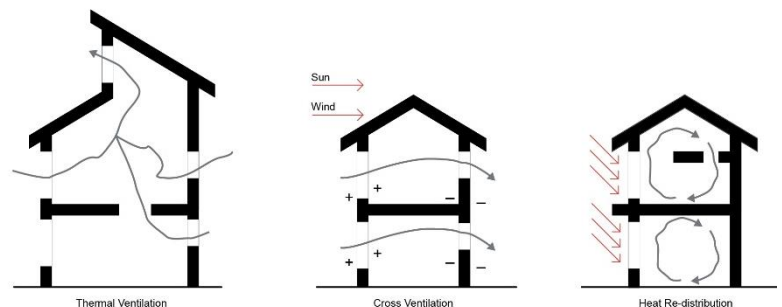 Sun
Wind
+ + − −
+ + − −
Thermal Ventilation
Cross Ventilation
Heat Re-distribution